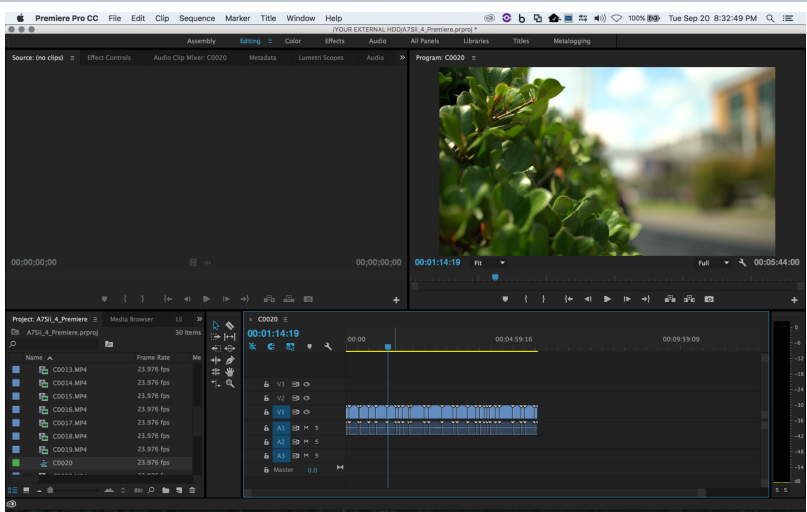 Premiere Pro CC File Edit Clip Sequence Marker Title Window Help 100% Tue Sep 20 8:32:49 PM
/YOUR EXTERNAL HDD/A7Sii_4_Premiere.prproj *
Assembly Editing Color Effects Audio All Panels Libraries Titles Metalogging
Source: (no clips) Effect Controls Audio Clip Mixer: C0020 Metadata Lumetri Scopes Audio »
Program: C0020
00;00;00;00 00;00;00;00
00:01:14:19 Fit Full 00:05:44:00
Project: A7Sii_4_Premiere Media Browser Lil »
A7Sii_4_Premiere.prproj 30 Items
Name Frame Rate Me
C0013.MP4 23.976 fps
C0014.MP4 23.976 fps
C0015.MP4 23.976 fps
C0016.MP4 23.976 fps
C0017.MP4 23.976 fps
C0018.MP4 23.976 fps
C0019.MP4 23.976 fps
C0020 23.976 fps
× C0020
00:01:14:19
:00:00 00:04:59:16 00:09:59:09
V3
V2
V1
A1 M S
A2 M S
A3 M S
Master 0.0
0
-6
-12
-18
-24
-30
-36
-42
-48
-54
dB
S S